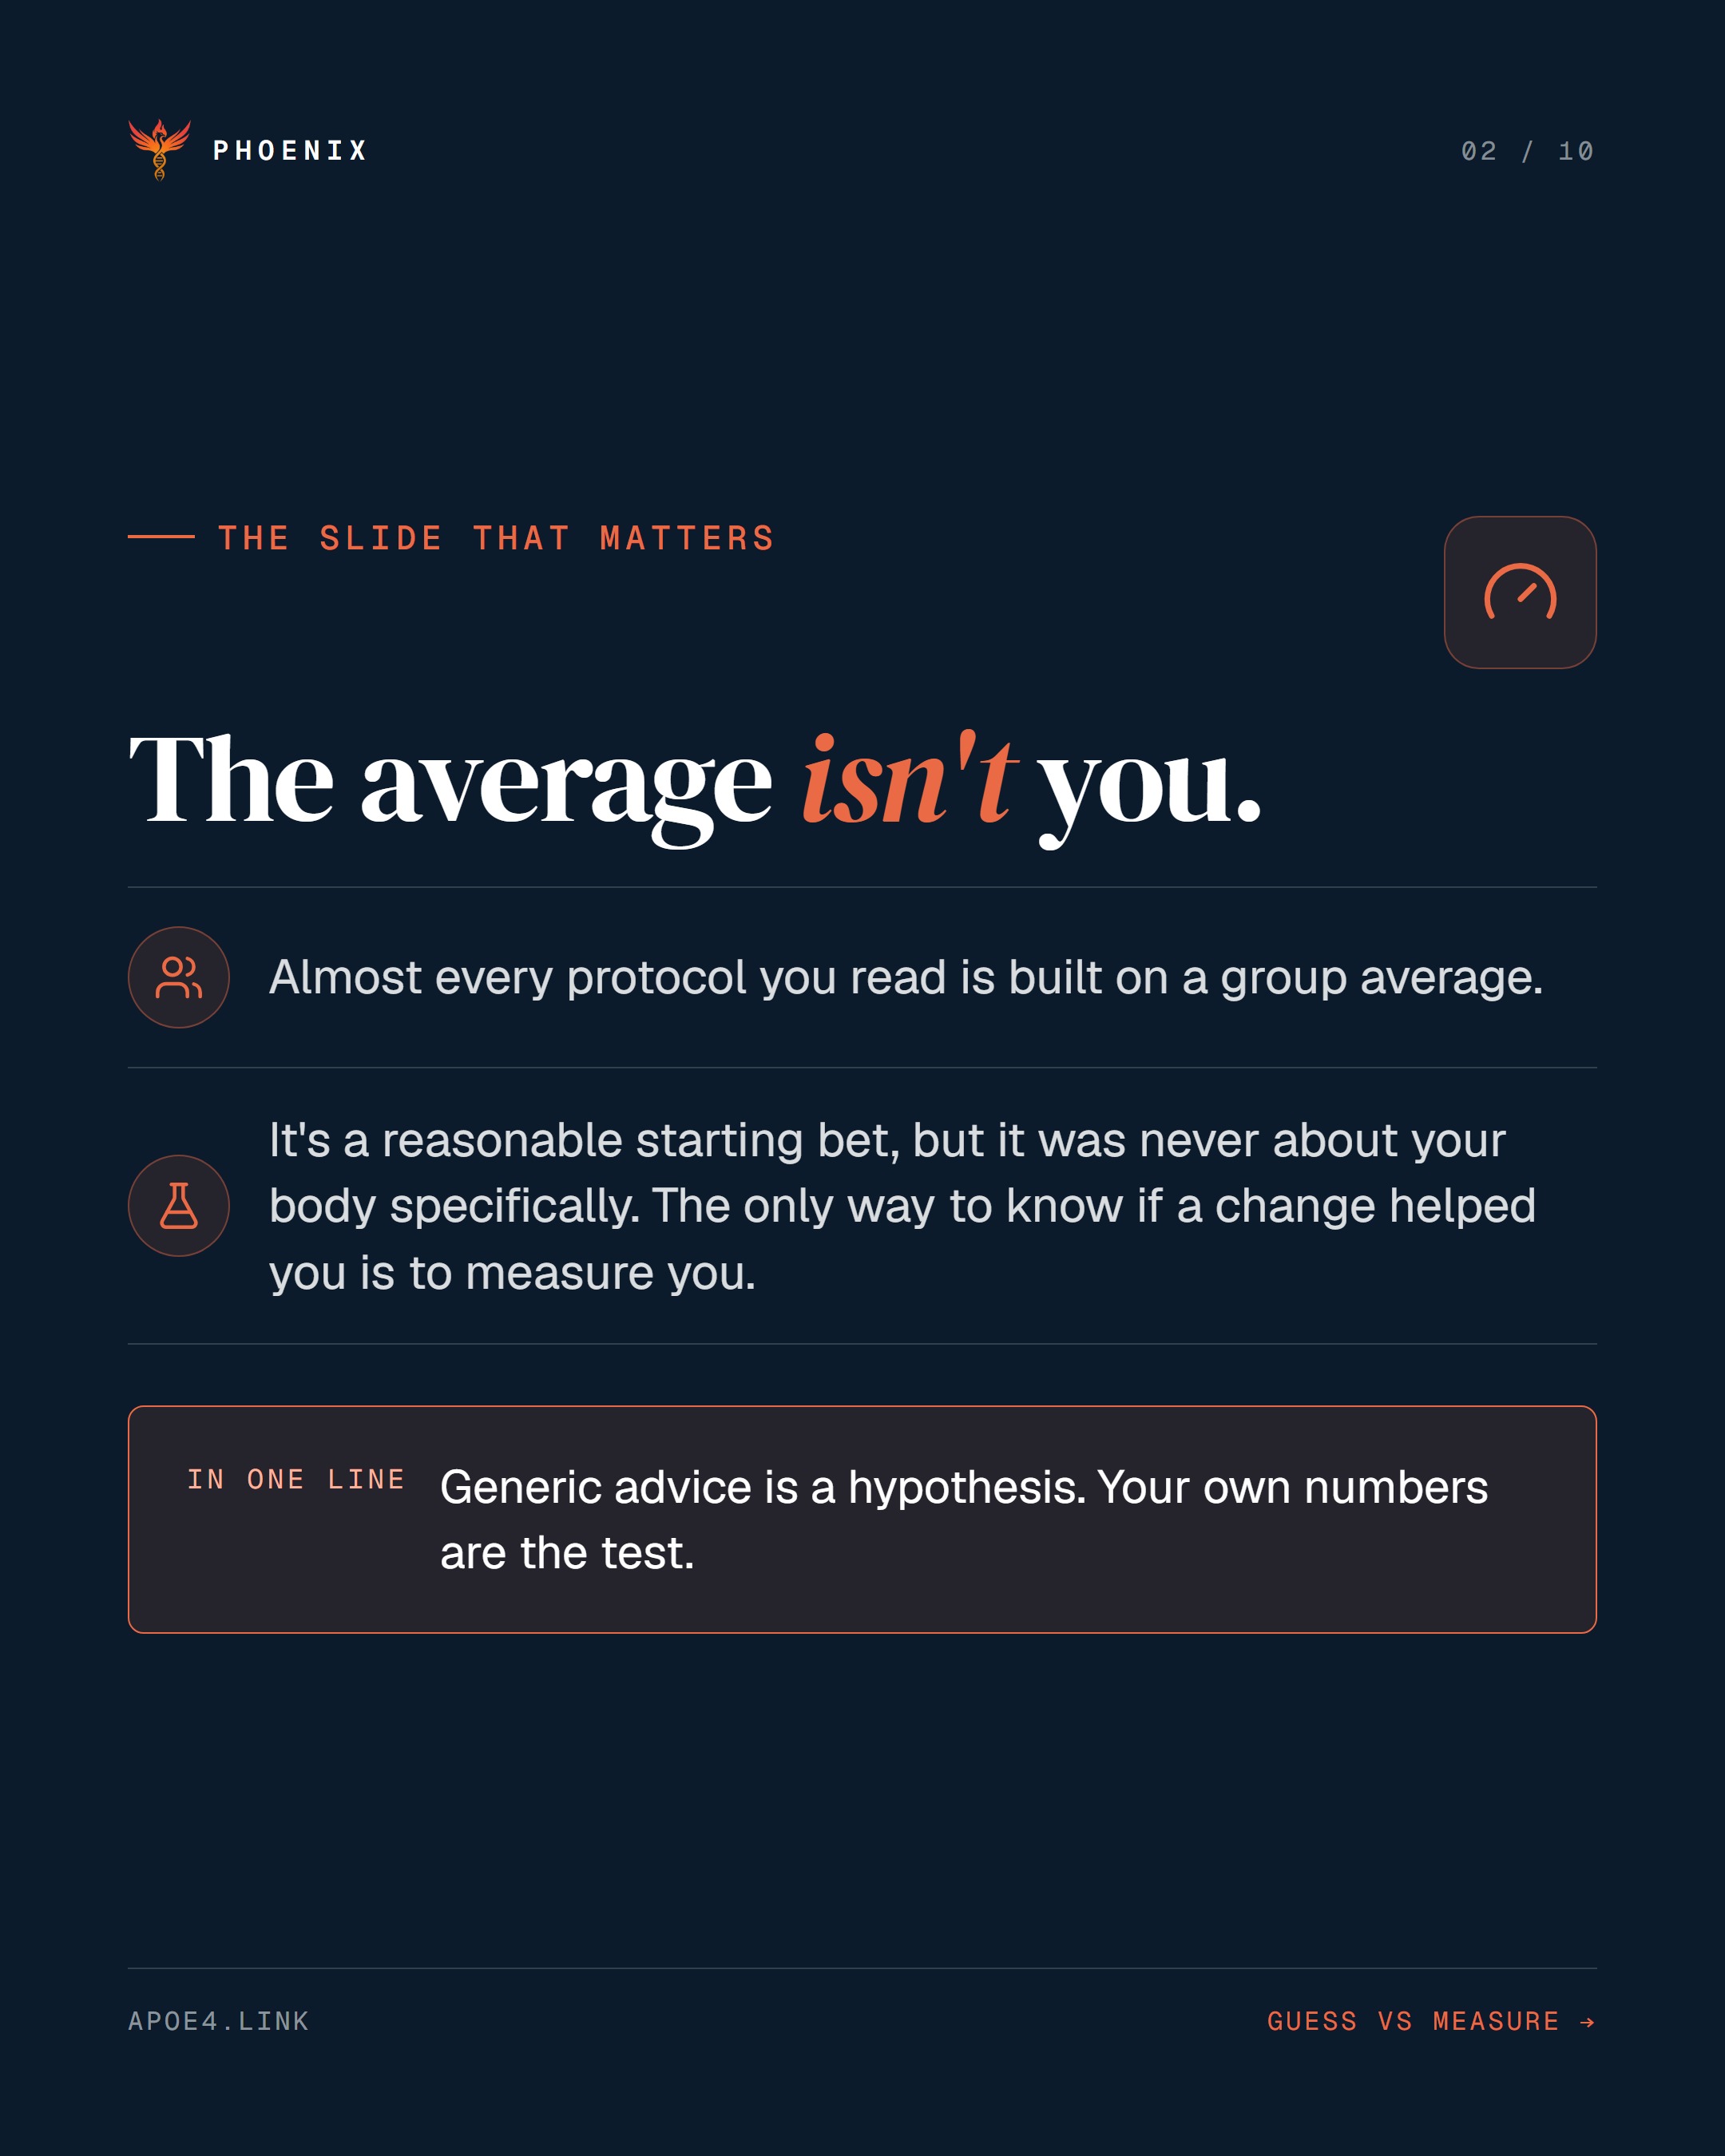 PHOENIX
02 / 10
THE SLIDE THAT MATTERS
The average isn't you.
Almost every protocol you read is built on a group average.
It's a reasonable starting bet, but it was never about your
body specifically. The only way to know if a change helped
you is to measure you.
IN ONE LINE
Generic advice is a hypothesis. Your own numbers
are the test.
APOE4.LINK
GUESS VS MEASURE →